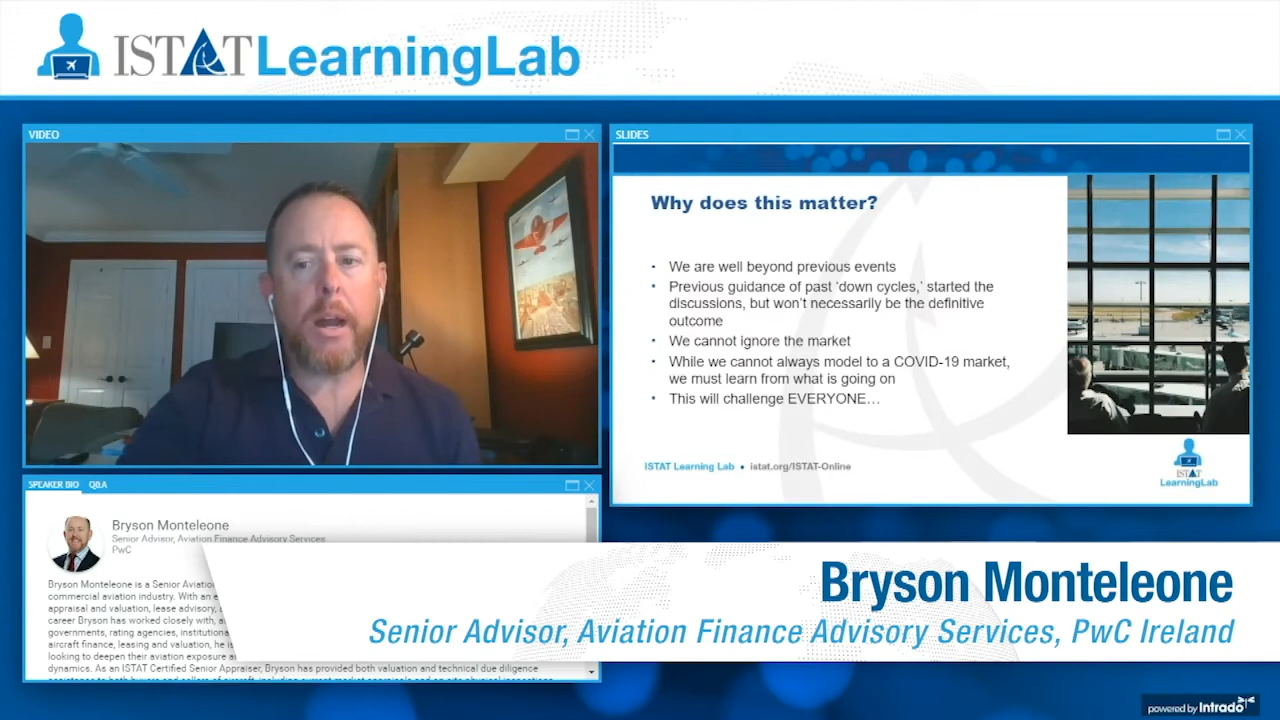 ISTAT LearningLab
VIDEO
SLIDES
Why does this matter?
• We are well beyond previous events
• Previous guidance of past ‘down cycles,’ started the
discussions, but won’t necessarily be the definitive
outcome
• We cannot ignore the market
• While we cannot always model to a COVID-19 market,
we must learn from what is going on
• This will challenge EVERYONE…
ISTAT Learning Lab • istat.org/ISTAT-Online
ISTAT
LearningLab
SPEAKER BIO Q&A
Bryson Monteleone
Senior Advisor, Aviation Finance Advisory Services
PwC
Bryson Monteleone is a Senior Aviation
commercial aviation industry. With an
appraisal and valuation, lease advisory,
career Bryson has worked closely with,
governments, rating agencies, institutional
aircraft finance, leasing and valuation, he is
looking to deepen their aviation exposure
dynamics. As an ISTAT Certified Senior Appraiser, Bryson has provided both valuation and technical due diligence
Bryson Monteleone
Senior Advisor, Aviation Finance Advisory Services, PwC Ireland
powered by Intrado